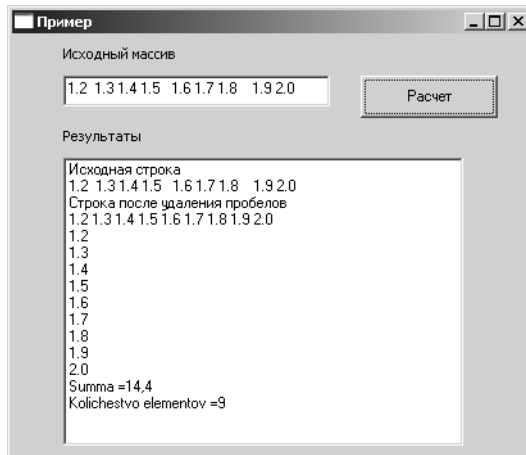 Пример
Исходный массив
1.2  1.3 1.4 1.5   1.6 1.7 1.8    1.9 2.0
Расчет
Результаты
Исходная строка
1.2  1.3 1.4 1.5   1.6 1.7 1.8    1.9 2.0
Строка после удаления пробелов
1.2 1.3 1.4 1.5 1.6 1.7 1.8 1.9 2.0
1.2
1.3
1.4
1.5
1.6
1.7
1.8
1.9
2.0
Summa =14,4
Kolichestvo elementov =9